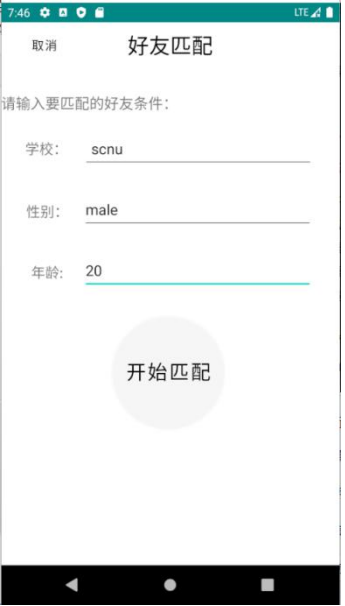 7:46 LTE
取消 好友匹配
请输入要匹配的好友条件：
学校： scnu
性别： male
年龄: 20
开始匹配